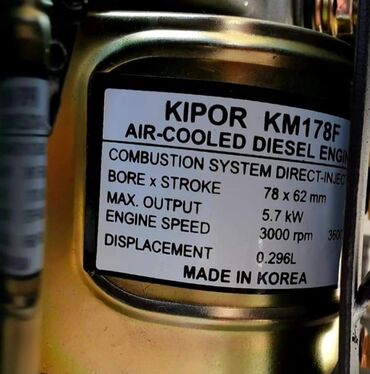 KIPOR KM178F
AIR-COOLED DIESEL ENGIN
COMBUSTION SYSTEM DIRECT-INJECT
BORE x STROKE 78 x 62 mm
MAX. OUTPUT 5.7 kW
ENGINE SPEED 3000 rpm 3600
DISPLACEMENT 0.296L
MADE IN KOREA